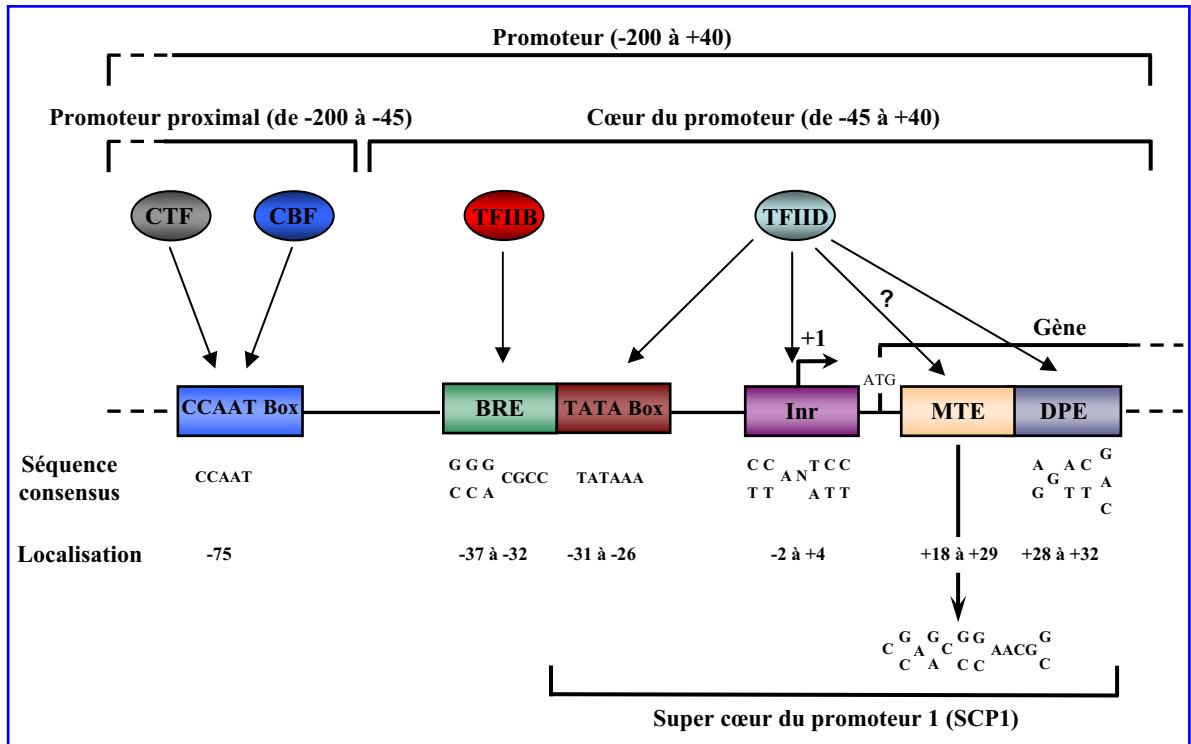 Promoteur (-200 à +40)
Promoteur proximal (de -200 à -45)
Cœur du promoteur (de -45 à +40)
CTF
CBF
TFIIB
TFIID
?
Gène
+1
ATG
CCAAT Box
BRE
TATA Box
Inr
MTE
DPE
Séquence
consensus
CCAAT
G G G
C C A
CGCC
TATAAA
C C
T T
A N
T C C
A T T
A
G
G
A C
T T
G
A
C
Localisation
-75
-37 à -32
-31 à -26
-2 à +4
+18 à +29
+28 à +32
C
G
C
A
G
A
C
G G
C C
AACG
G
C
Super cœur du promoteur 1 (SCP1)